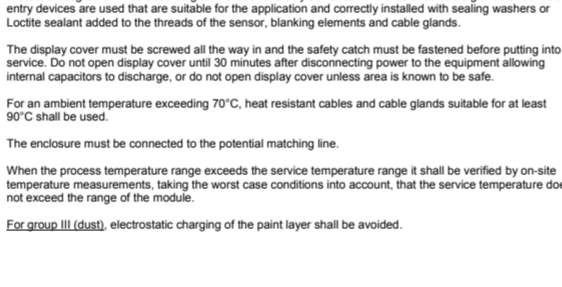 entry devices are used that are suitable for the application and correctly installed with sealing washers or
Loctite sealant added to the threads of the sensor, blanking elements and cable glands.
The display cover must be screwed all the way in and the safety catch must be fastened before putting into
service. Do not open display cover until 30 minutes after disconnecting power to the equipment allowing
internal capacitors to discharge, or do not open display cover unless area is known to be safe.
For an ambient temperature exceeding 70°C, heat resistant cables and cable glands suitable for at least
90°C shall be used.
The enclosure must be connected to the potential matching line.
When the process temperature range exceeds the service temperature range it shall be verified by on-site
temperature measurements, taking the worst case conditions into account, that the service temperature doe
not exceed the range of the module.
For group III (dust), electrostatic charging of the paint layer shall be avoided.